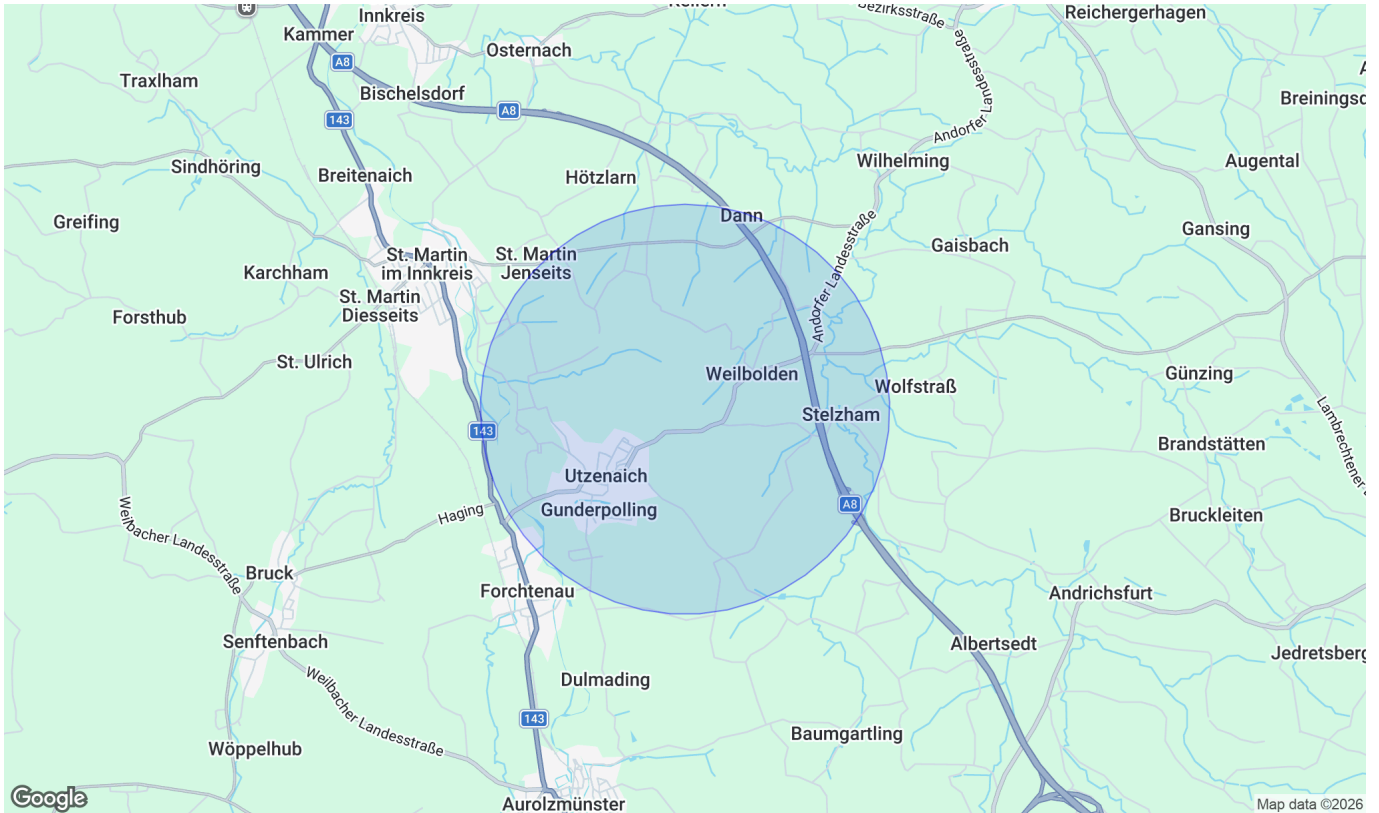 Innkreis
Bezirksstraße
Reichergerhagen
Kammer
Osternach
A8
Traxlham
Bischelsdorf
Andorfer Landesstraße
Breiningsd
A8
143
Sindhöring
Breitenaich
Hötzlarn
Wilhelming
Augental
Greifing
Dann
Gansing
St. Martin
im Innkreis
St. Martin
Jenseits
Gaisbach
Karchham
Andorfer Landesstraße
St. Martin
Diesseits
Forsthub
St. Ulrich
Weilbolden
Wolfstraß
Günzing
Stelzham
143
Brandstätten
Lambrechtener
Utzenaich
Gunderpolling
A8
Haging
Bruckleiten
Weilbacher Landesstraße
Bruck
Forchtenau
Andrichsfurt
Senftenbach
Albertsedt
Jedretsberg
Dulmading
Weilbacher Landesstraße
143
Baumgartling
Wöppelhub
Aurolzmünster
Google
Map data ©2026